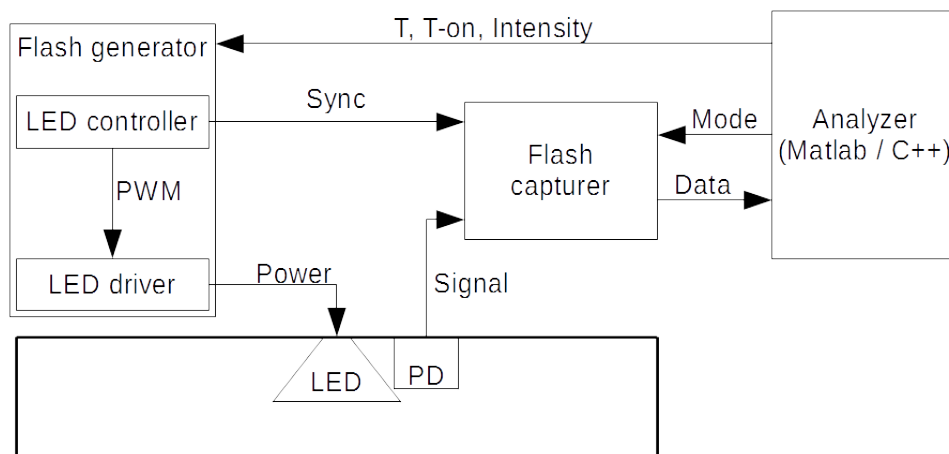 T, T-on, Intensity
Flash generator
Sync
LED controller
Mode
Analyzer
(Matlab / C++)
Flash
capturer
PWM
Data
Power
LED driver
Signal
LED
PD